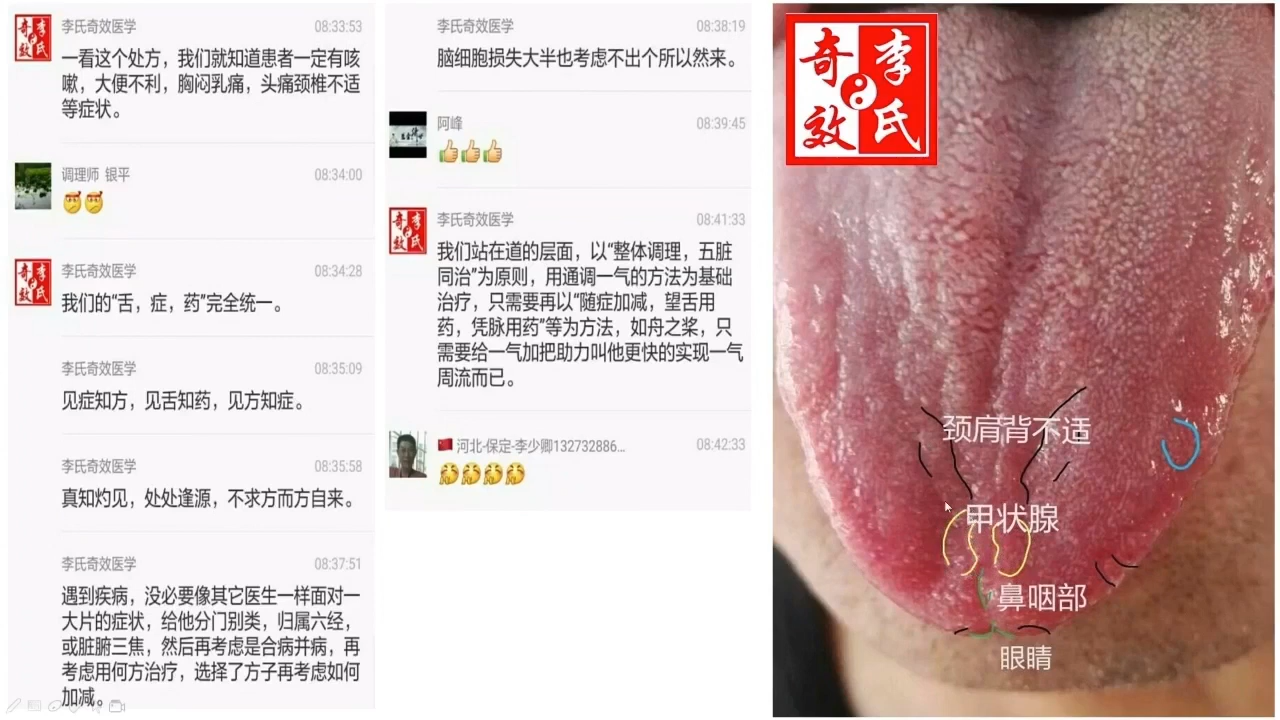 李氏奇效医学 08:33:53
一看这个处方，我们就知道患者一定有咳
嗽，大便不利，胸闷乳痛，头痛颈椎不适
等症状。
调理师 银平 08:34:00
李氏奇效医学 08:34:28
我们的“舌，症，药”完全统一。
李氏奇效医学 08:35:09
见症知方，见舌知药，见方知症。
李氏奇效医学 08:35:58
真知灼见，处处逢源，不求方而方自来。
李氏奇效医学 08:37:51
遇到疾病，没必要像其它医生一样面对一
大片的症状，给他分门别类，归属六经，
或脏腑三焦，然后再考虑是合病并病，再
考虑用何方治疗，选择了方子再考虑如何
加减。
李氏奇效医学 08:38:19
脑细胞损失大半也考虑不出个所以然来。
阿峰 08:39:45
李氏奇效医学 08:41:33
我们站在道的层面，以“整体调理，五脏
同治”为原则，用通调一气的方法为基础
治疗，只需要再以“随症加减，望舌用
药，凭脉用药”等为方法，如舟之桨，只
需要给一气加把助力叫他更快的实现一气
周流而已。
河北-保定-李少卿132732886... 08:42:33
李氏
奇效
颈肩背不适
甲状腺
鼻咽部
眼睛